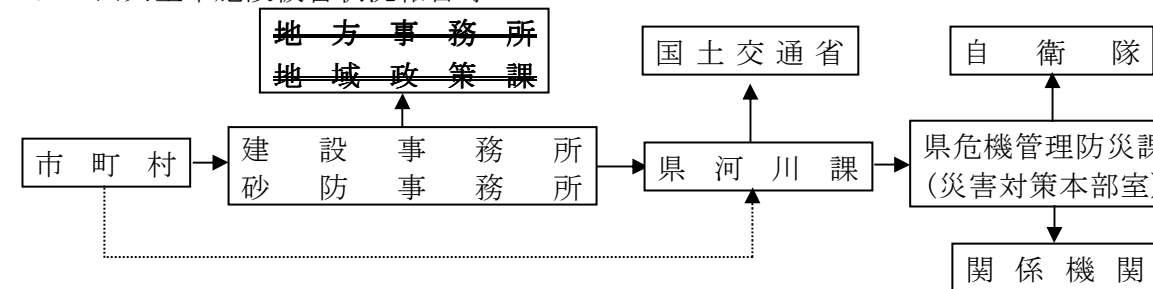 地方事務所
地域政策課
国土交通省
自衛隊
市町村
建設事務所
砂防事務所
県河川課
県危機管理防災課
(災害対策本部室)
関係機関